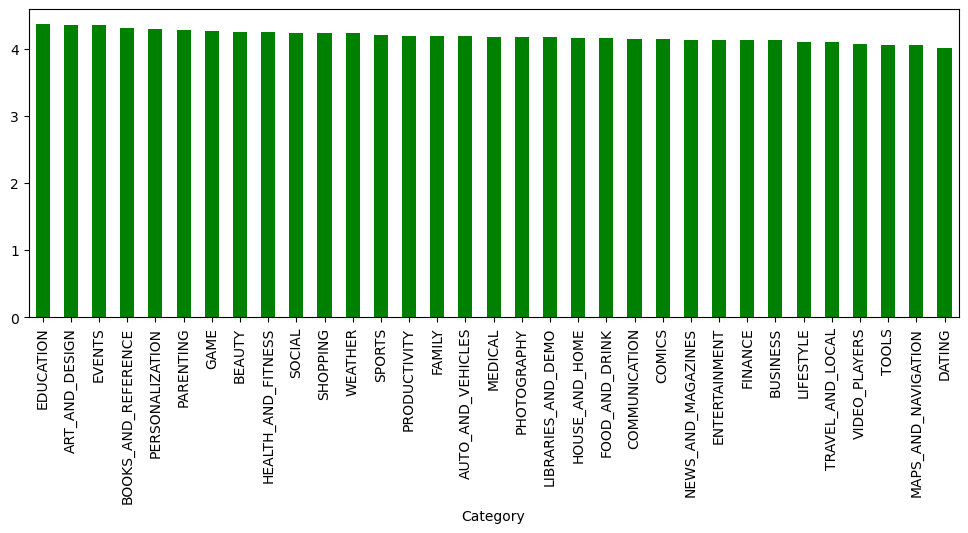 4
3
2
1
0
EDUCATION
ART_AND_DESIGN
EVENTS
BOOKS_AND_REFERENCE
PERSONALIZATION
PARENTING
GAME
BEAUTY
HEALTH_AND_FITNESS
SOCIAL
SHOPPING
WEATHER
SPORTS
PRODUCTIVITY
FAMILY
AUTO_AND_VEHICLES
MEDICAL
PHOTOGRAPHY
LIBRARIES_AND_DEMO
HOUSE_AND_HOME
FOOD_AND_DRINK
COMMUNICATION
COMICS
NEWS_AND_MAGAZINES
ENTERTAINMENT
FINANCE
BUSINESS
LIFESTYLE
TRAVEL_AND_LOCAL
VIDEO_PLAYERS
TOOLS
MAPS_AND_NAVIGATION
DATING
Category